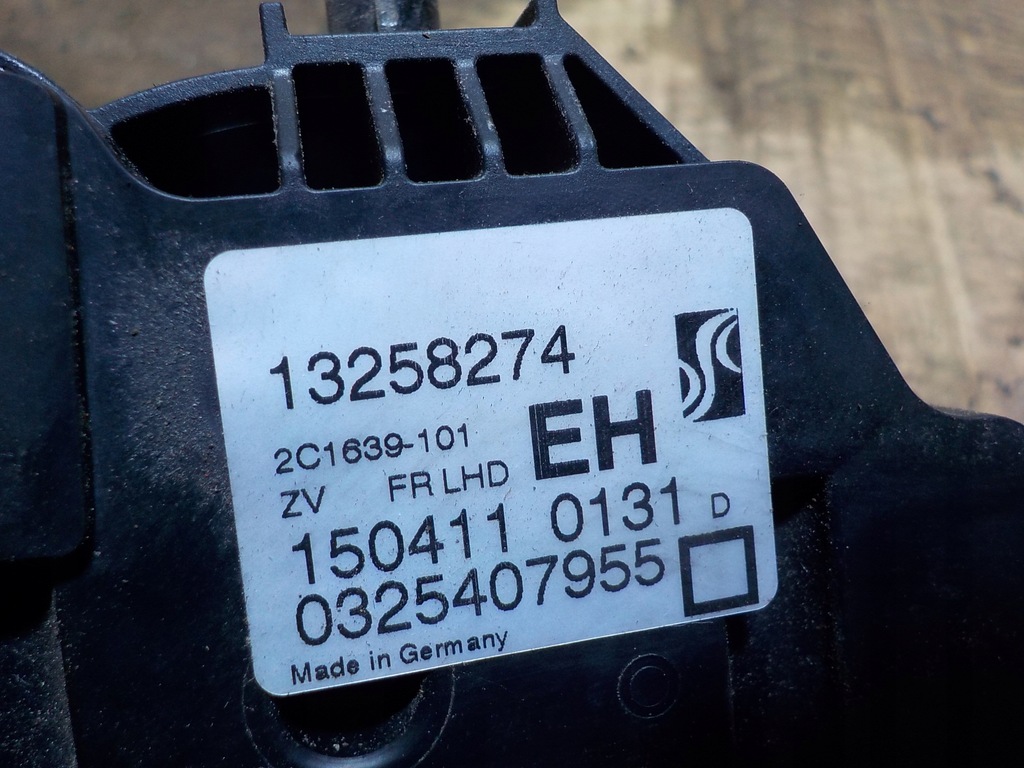 13258274
2C1639-101
EH
ZV FR LHD
150411 0131 D
0325407955
Made in Germany